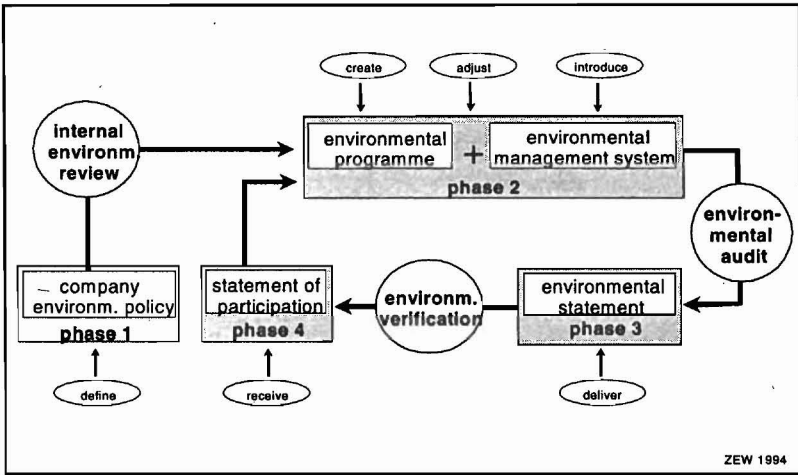 create
adjust
introduce
internal
environm.
review
environmental
programme
+
environmental
management system
phase 2
environ-
mental
audit
company
environm. policy
phase 1
statement of
participation
phase 4
environm.
verification
environmental
statement
phase 3
define
receive
deliver
ZEW 1994